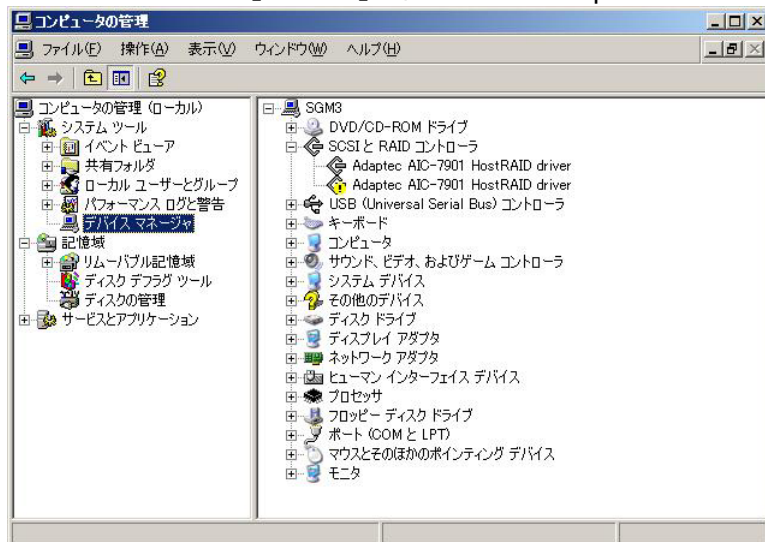 コンピュータの管理
ファイル(F) 操作(A) 表示(V) ウィンドウ(W) ヘルプ(H)
コンピュータの管理 (ローカル)
システム ツール
イベント ビューア
共有フォルダ
ローカル ユーザーとグループ
パフォーマンス ログと警告
デバイス マネージャ
記憶域
リムーバブル記憶域
ディスク デフラグ ツール
ディスクの管理
サービスとアプリケーション
SGM3
DVD/CD-ROM ドライブ
SCSI と RAID コントローラ
Adaptec AIC-7901 HostRAID driver
Adaptec AIC-7901 HostRAID driver
USB (Universal Serial Bus) コントローラ
キーボード
コンピュータ
サウンド、ビデオ、およびゲーム コントローラ
システム デバイス
その他のデバイス
ディスク ドライブ
ディスプレイ アダプタ
ネットワーク アダプタ
ヒューマン インターフェイス デバイス
プロセッサ
フロッピー ディスク ドライブ
ポート (COM と LPT)
マウスとそのほかのポインティング デバイス
モニタ